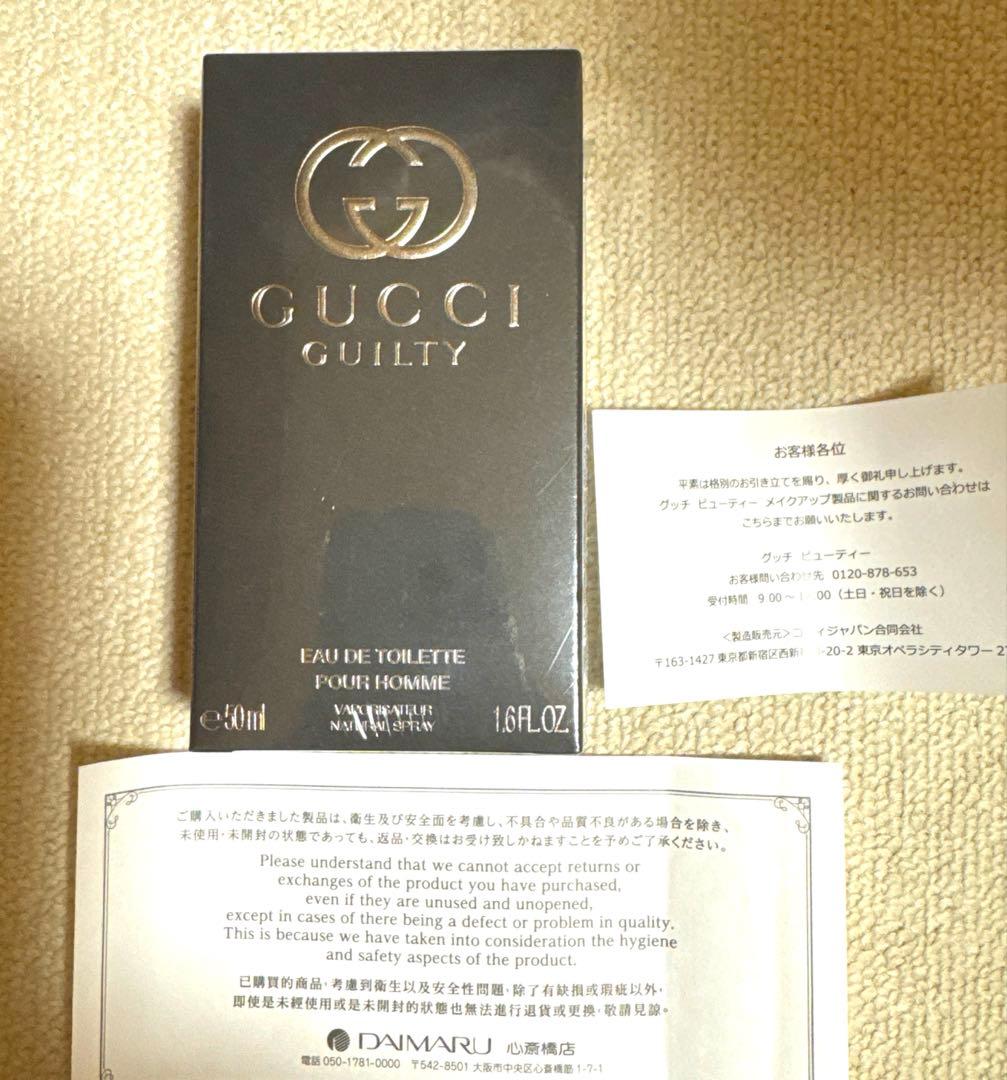 GUCCI
GUILTY
EAU DE TOILETTE
POUR HOMME
VAPORISATEUR
NATURAL SPRAY
e50ml
1.6FL.OZ.
お客様各位
平素は格別のお引き立てを賜り、厚く御礼申し上げます。
グッチ ビューティー メイクアップ製品に関するお問い合わせは
こちらまでお願いいたします。
グッチ ビューティー
お客様問い合わせ先 0120-878-653
受付時間 9:00～ :00（土日・祝日を除く）
＜製造販売元＞コ ィジャパン合同会社
〒163-1427 東京都新宿区西新 -20-2 東京オペラシティタワー 2
ご購入いただきました製品は、衛生及び安全面を考慮し、不具合や品質不良がある場合を除き、
未使用・未開封の状態であっても、返品・交換はお受け致しかねますことを予めご了承ください。
Please understand that we cannot accept returns or
exchanges of the product you have purchased,
even if they are unused and unopened,
except in cases of there being a defect or problem in quality.
This is because we have taken into consideration the hygiene
and safety aspects of the product.
已購買的商品，考慮到衛生以及安全性問題，除了有缺損或瑕疵以外，
即使是未經使用或是未開封的狀態也無法進行退貨或更換，敬請見諒。
DAIMARU 心斎橋店
電話 050-1781-0000 〒542-8501 大阪市中央区心斎橋筋 1-7-1